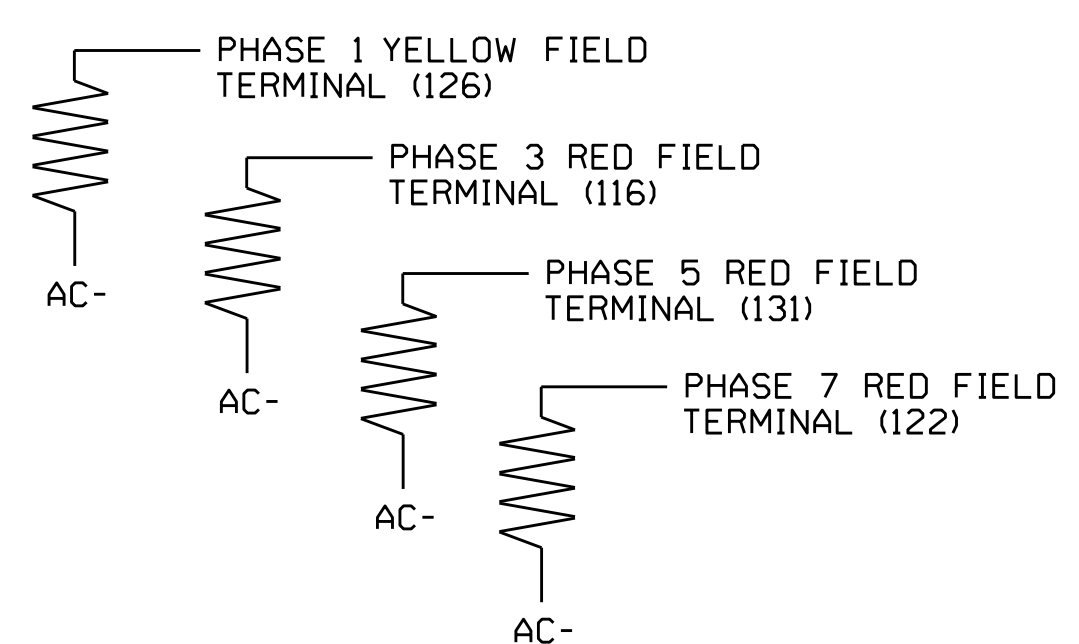 PHASE 1 YELLOW FIELD
TERMINAL (126)
AC-
PHASE 3 RED FIELD
TERMINAL (116)
AC-
PHASE 5 RED FIELD
TERMINAL (131)
AC-
PHASE 7 RED FIELD
TERMINAL (122)
AC-